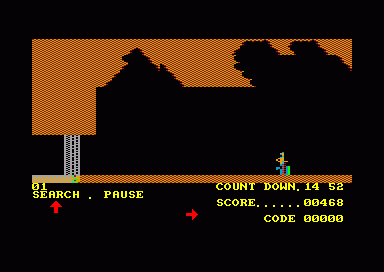 01
COUNT DOWN.14 52
SEARCH . PAUSE
SCORE......00468
CODE 00000